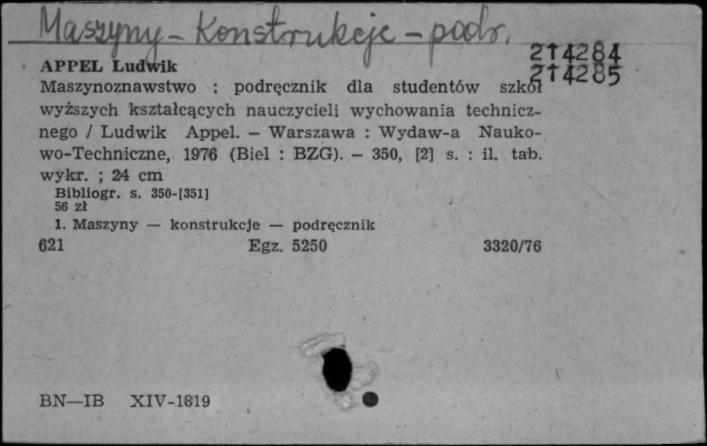 Maszyny – Konstrukcje – podr.
2T4284
2T4285
APPEL Ludwik
Maszynoznawstwo : podręcznik dla studentów szkół
wyższych kształcących nauczycieli wychowania technicz-
nego / Ludwik Appel. — Warszawa : Wydaw-a Nauko-
wo-Techniczne, 1976 (Biel : BZG). — 350, [2] s. : il. tab.
wykr. ; 24 cm
Bibliogr. s. 350-[351]
56 zł
1. Maszyny — konstrukcje — podręcznik
621 Egz. 5250 3320/76
BN—IB XIV-1819